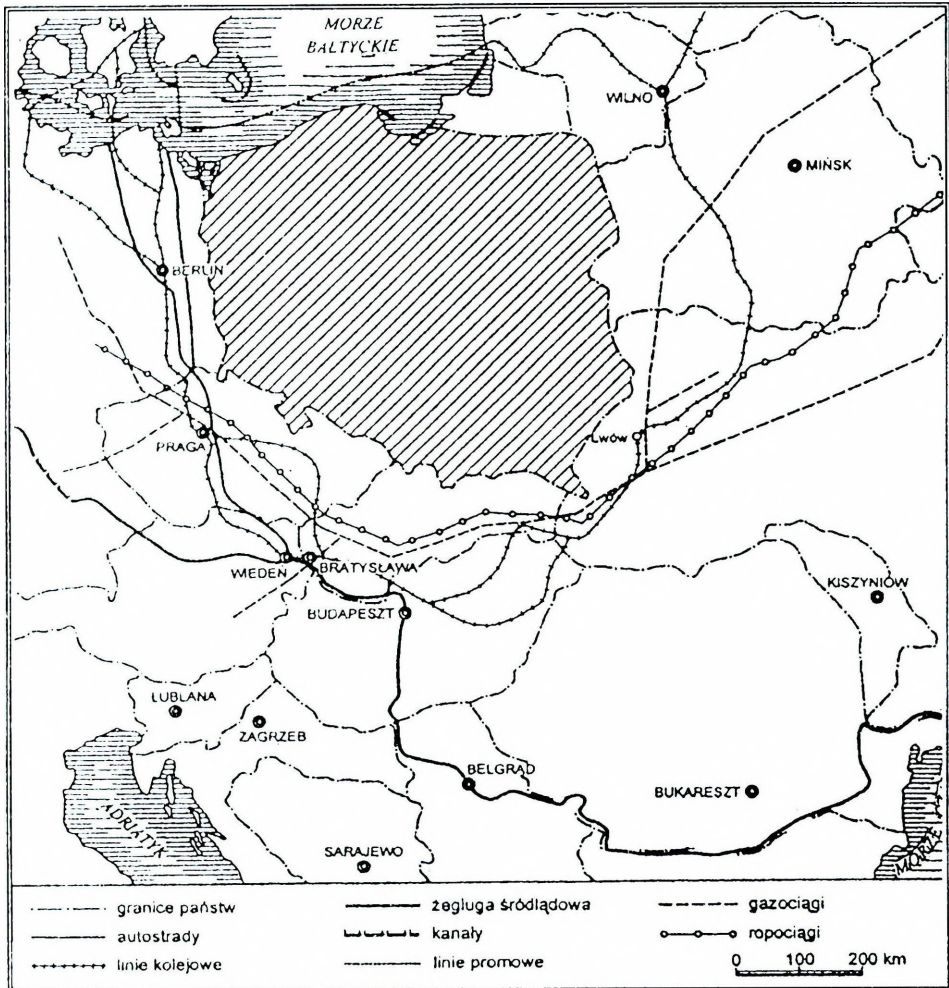 MORZE
BAŁTYCKIE
WILNO
MIŃSK
BERLIN
PRAGA
Lwów
WIEDEŃ
BRATYSŁAWA
BUDAPESZT
KISZYNIÓW
LUBLANA
ZAGRZEB
BELGRAD
BUKARESZT
ADRIATYK
SARAJEWO
MORZE
granice państw
autostrady
linie kolejowe
żegluga śródlądowa
kanały
linie promowe
gazociągi
ropociągi
0 100 200 km